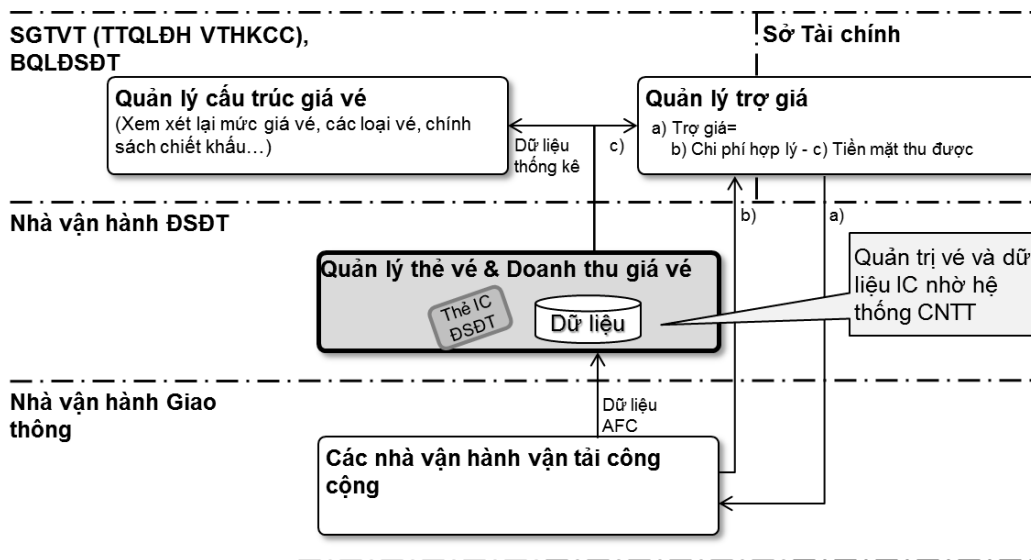 SGTVT (TTQLĐH VTHKCC),
BQLĐSĐT
Sở Tài chính
Quản lý cấu trúc giá vé
(Xem xét lại mức giá vé, các loại vé, chính
sách chiết khấu…)
Quản lý trợ giá
a) Trợ giá=
b) Chi phí hợp lý - c) Tiền mặt thu được
Dữ liệu
thống kê
c)
Nhà vận hành ĐSĐT
b)
a)
Quản lý thẻ vé & Doanh thu giá vé
Thẻ IC
ĐSĐT
Dữ liệu
Quản trị vé và dữ
liệu IC nhờ hệ
thống CNTT
Nhà vận hành Giao
thông
Dữ liệu
AFC
Các nhà vận hành vận tải công
cộng